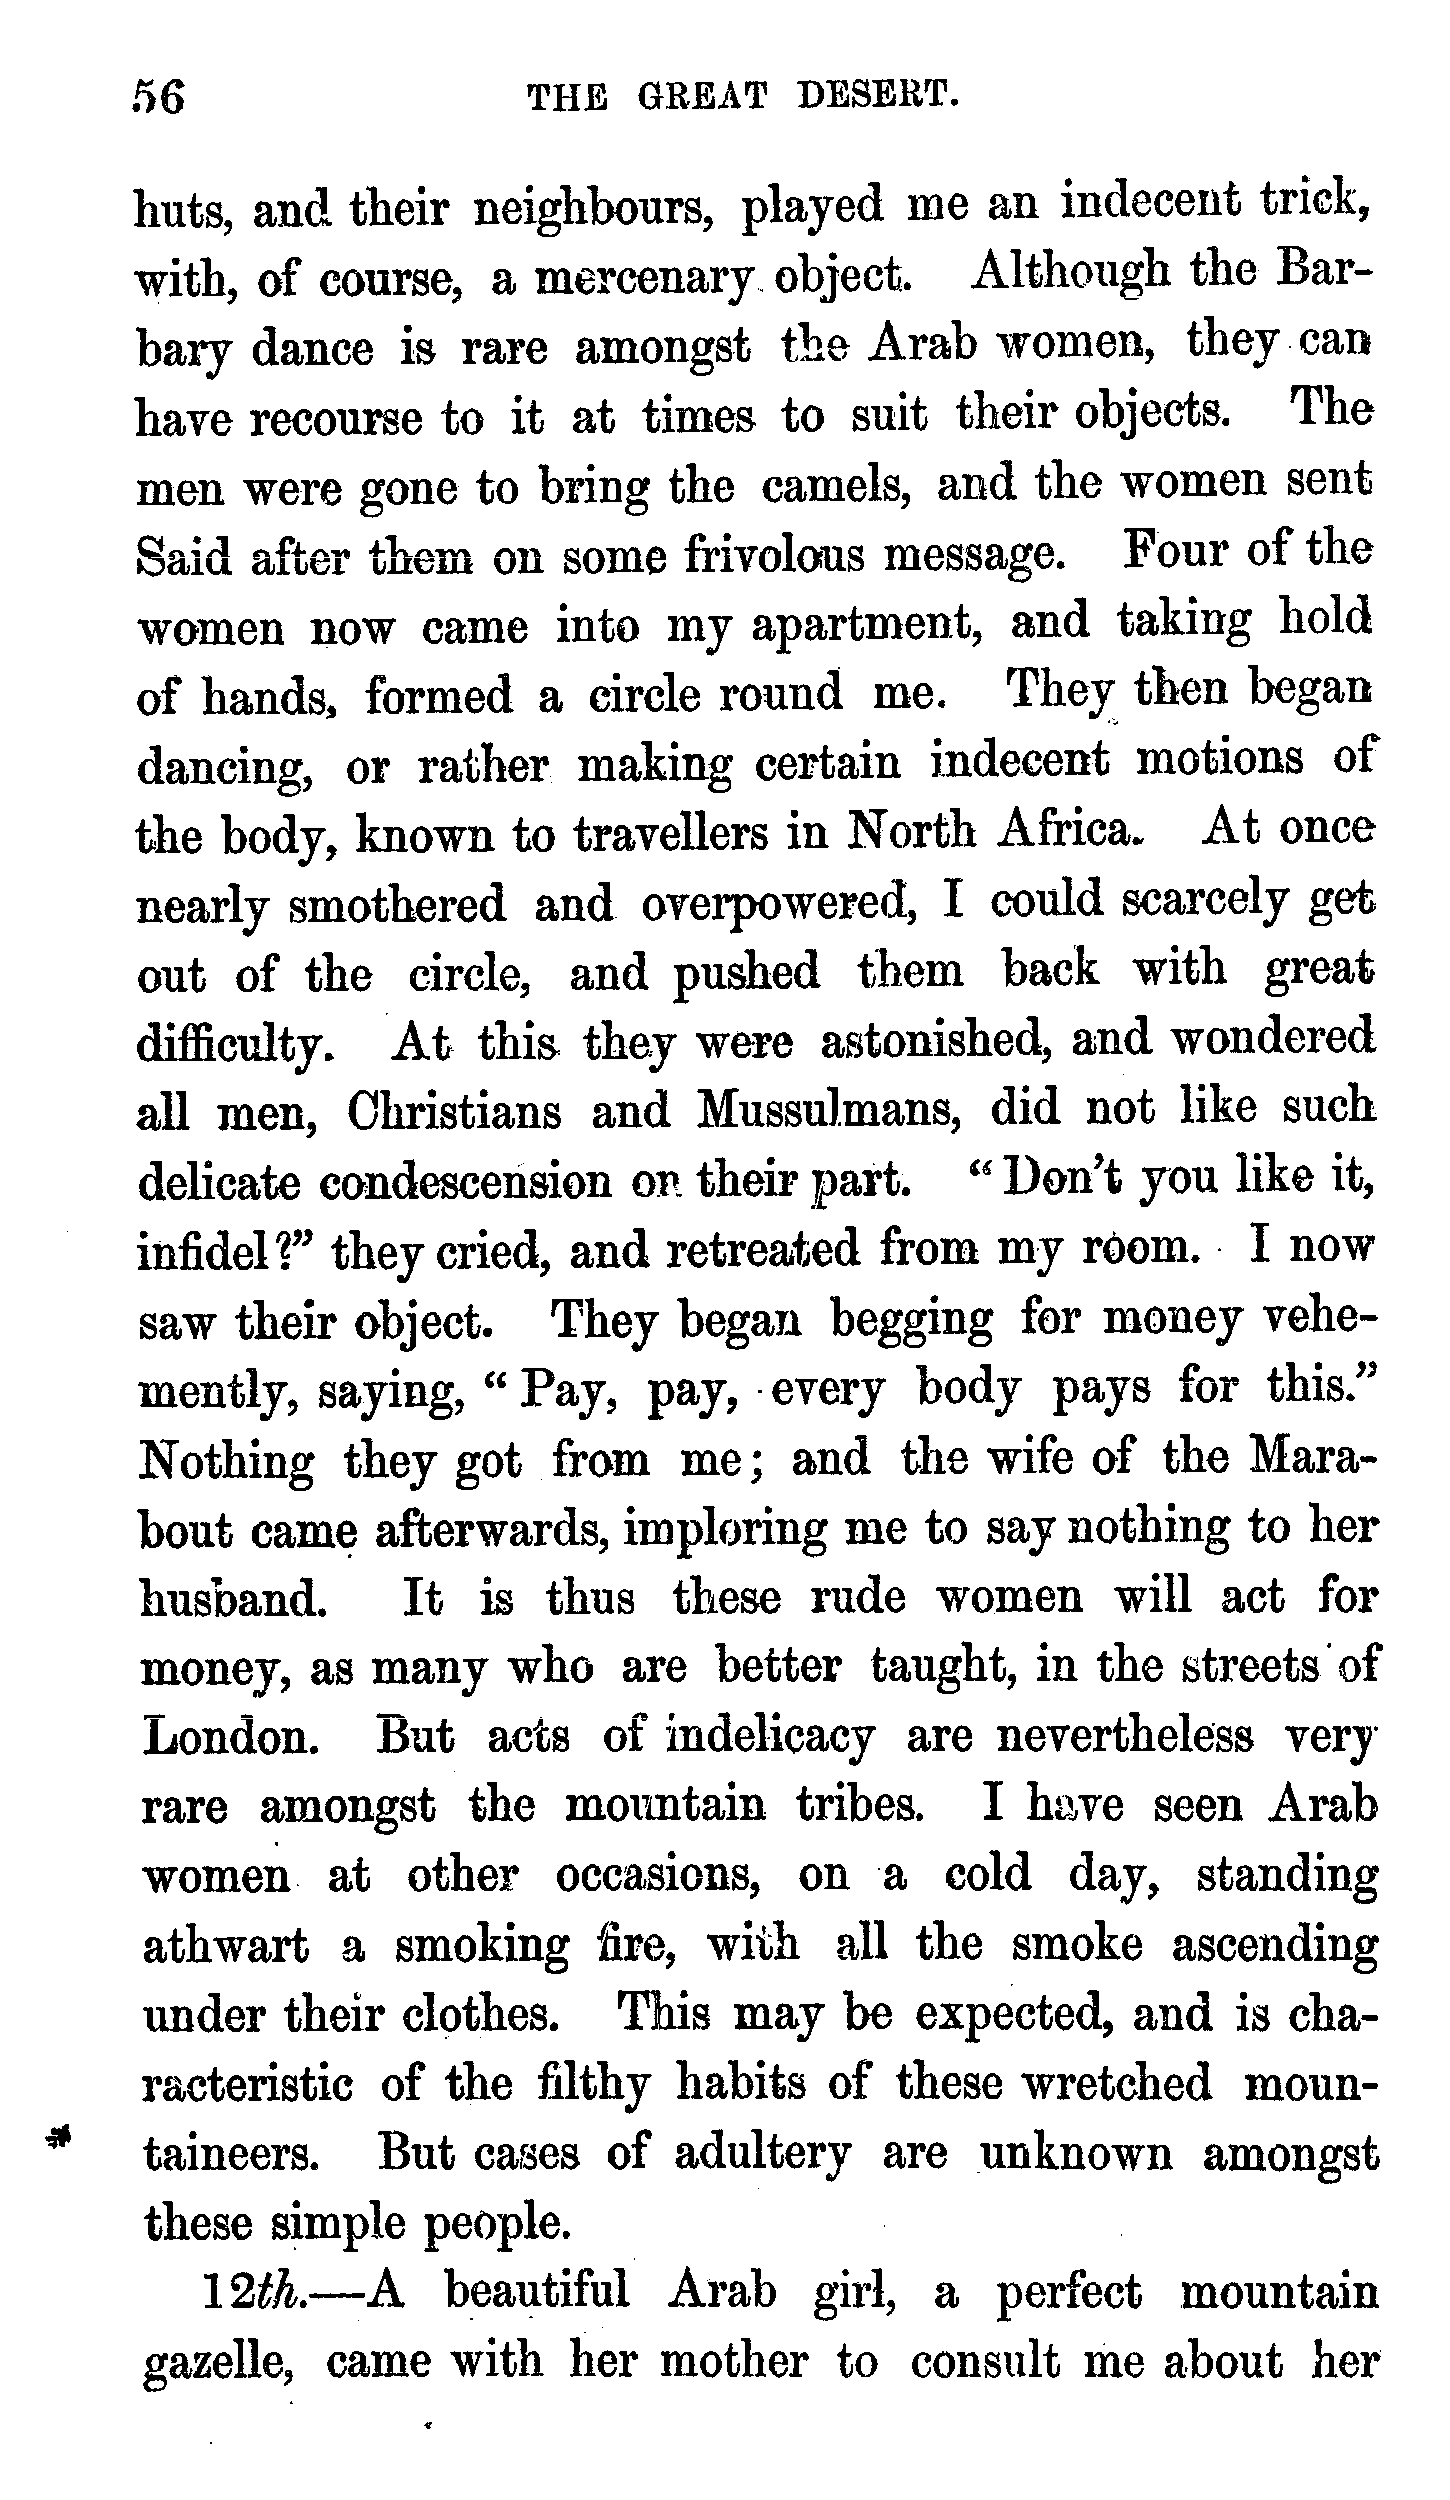 56 THE GREAT DESERT.
huts, and their neighbours, played me an indecent trick,
with, of course, a mercenary object. Although the Bar-
bary dance is rare amongst the Arab women, they can
have recourse to it at times to suit their objects. The
men were gone to bring the camels, and the women sent
Said after them on some frivolous message. Four of the
women now came into my apartment, and taking hold
of hands, formed a circle round me. They then began
dancing, or rather making certain indecent motions of
the body, known to travellers in North Africa. At once
nearly smothered and overpowered, I could scarcely get
out of the circle, and pushed them back with great
difficulty. At this they were astonished, and wondered
all men, Christians and Mussulmans, did not like such
delicate condescension on their part. "Don't you like it,
infidel?" they cried, and retreated from my room. I now
saw their object. They began begging for money vehe-
mently, saying, "Pay, pay, every body pays for this."
Nothing they got from me; and the wife of the Mara-
bout came afterwards, imploring me to say nothing to her
husband. It is thus these rude women will act for
money, as many who are better taught, in the streets of
London. But acts of indelicacy are nevertheless very
rare amongst the mountain tribes. I have seen Arab
women at other occasions, on a cold day, standing
athwart a smoking fire, with all the smoke ascending
under their clothes. This may be expected, and is cha-
racteristic of the filthy habits of these wretched moun-
taineers. But cases of adultery are unknown amongst
these simple people.
12th.—A beautiful Arab girl, a perfect mountain
gazelle, came with her mother to consult me about her